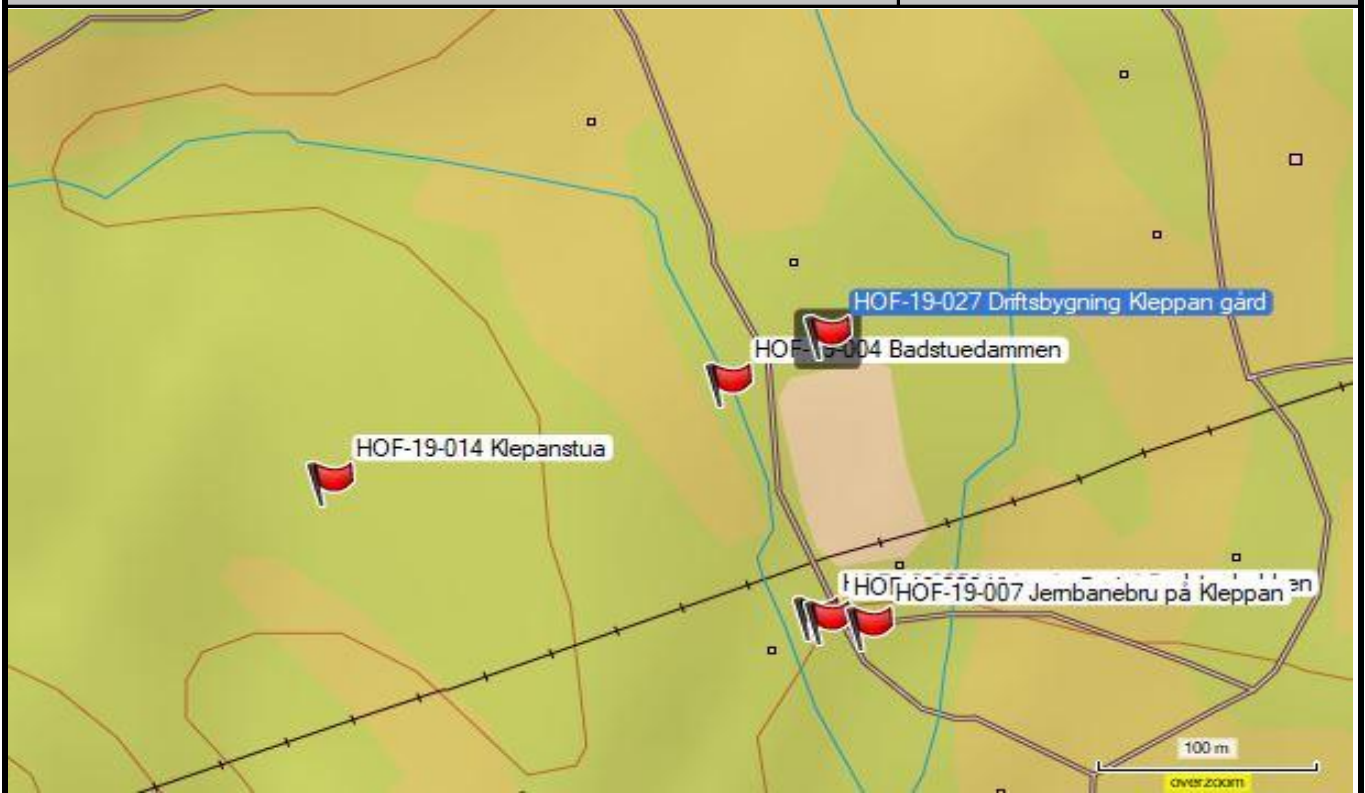 HOF-19-027 Driftsbygning Kleppan gård
HOF-19-004 Badstuedammen
HOF-19-014 Klepanstua
HOF-19-007 Jernbanebru på Kleppan
100 m
overzoom